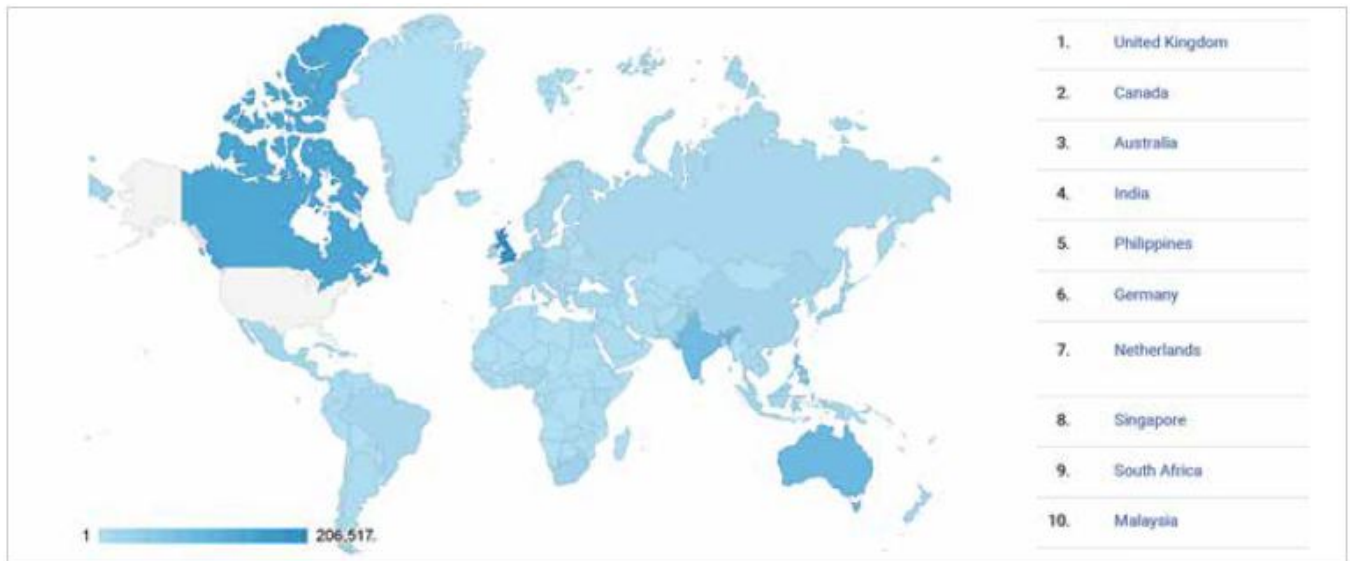 1. United Kingdom
2. Canada
3. Australia
4. India
5. Philippines
6. Germany
7. Netherlands
8. Singapore
9. South Africa
10. Malaysia
1 206,517